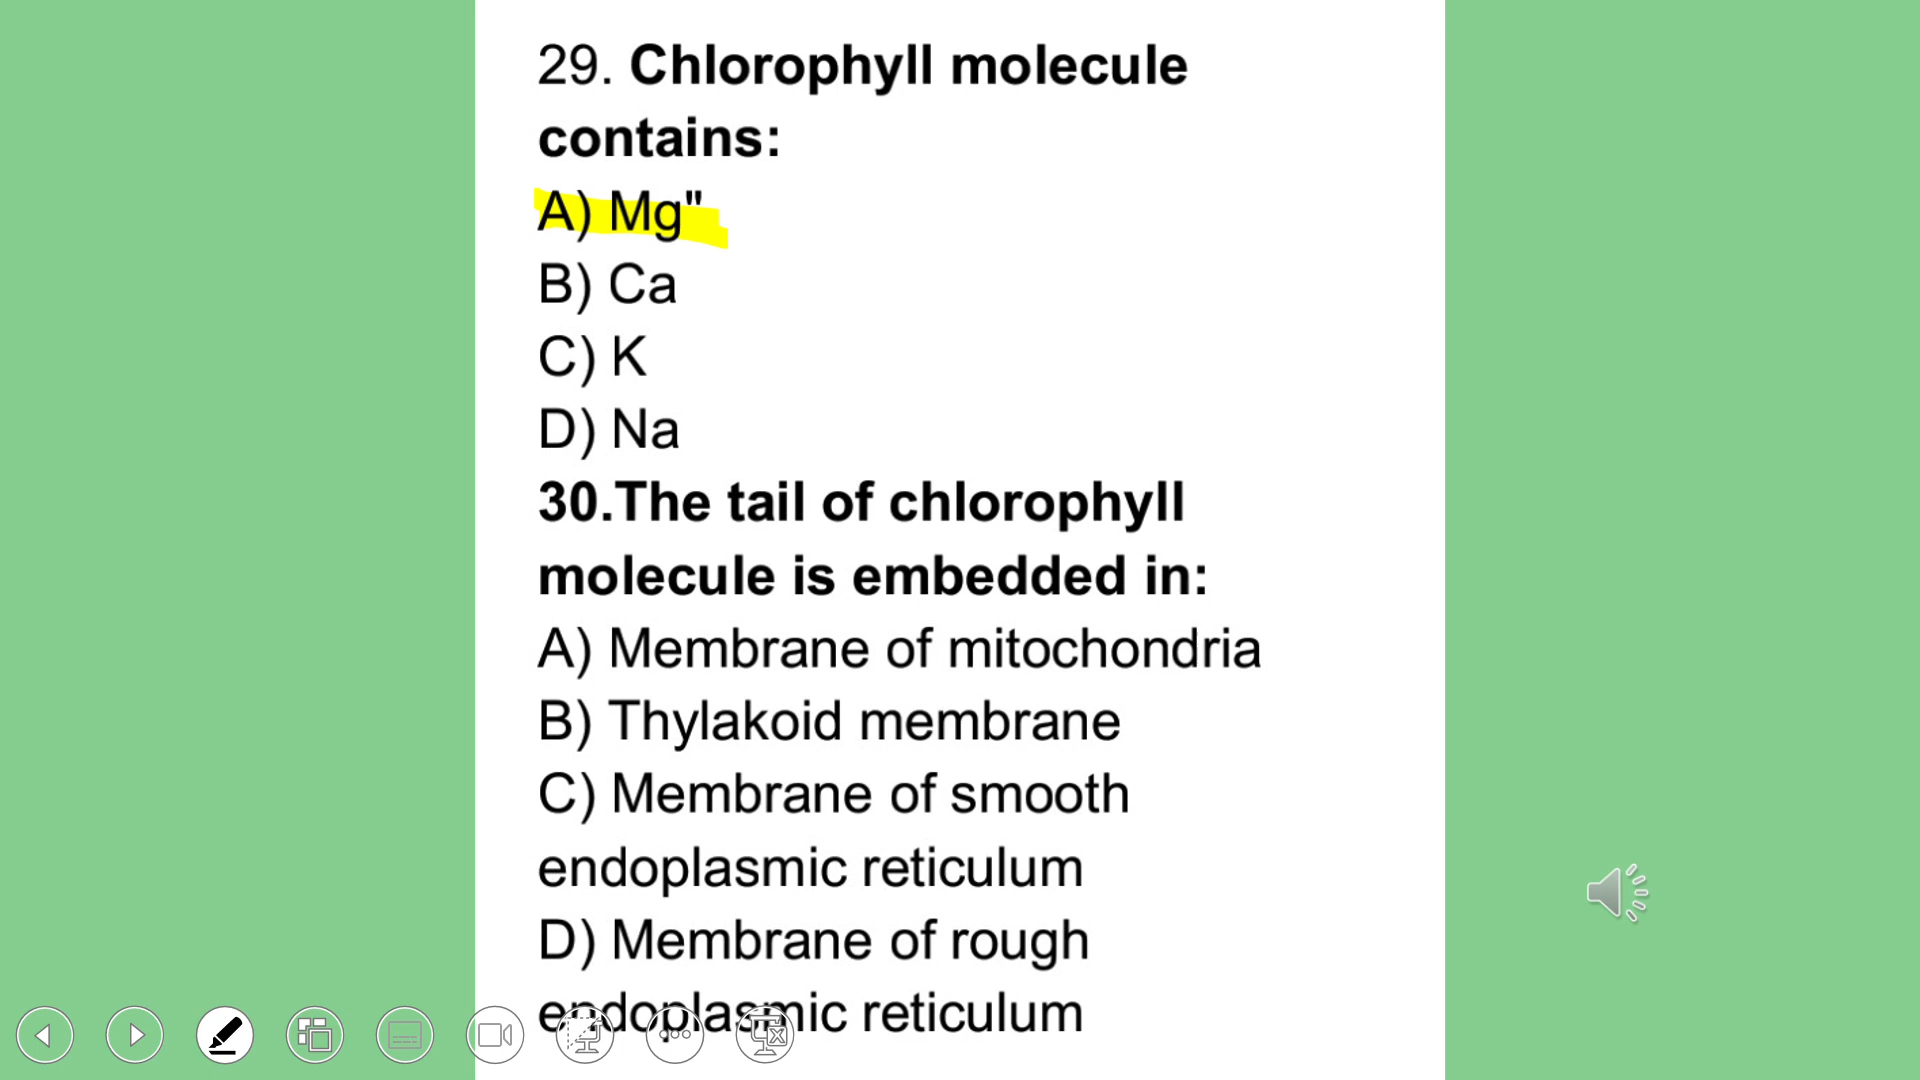 29. Chlorophyll molecule
contains:
A) Mg"
B) Ca
C) K
D) Na
30.The tail of chlorophyll
molecule is embedded in:
A) Membrane of mitochondria
B) Thylakoid membrane
C) Membrane of smooth
endoplasmic reticulum
D) Membrane of rough
endoplasmic reticulum